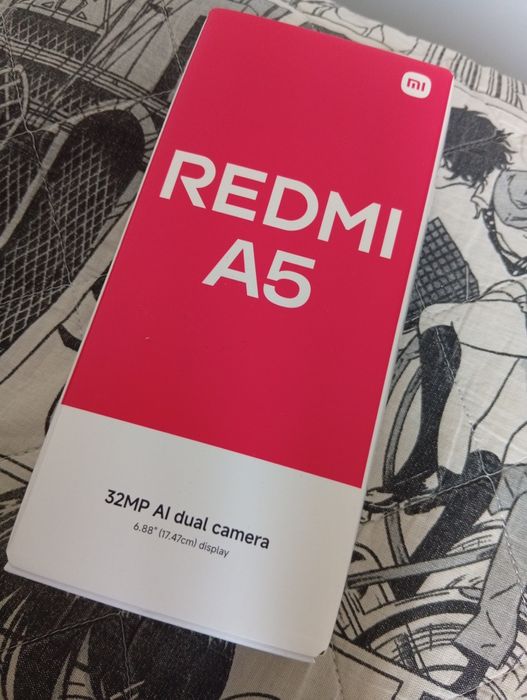 mi
REDMI
A5
32MP AI dual camera
6.88" (17.47cm) display